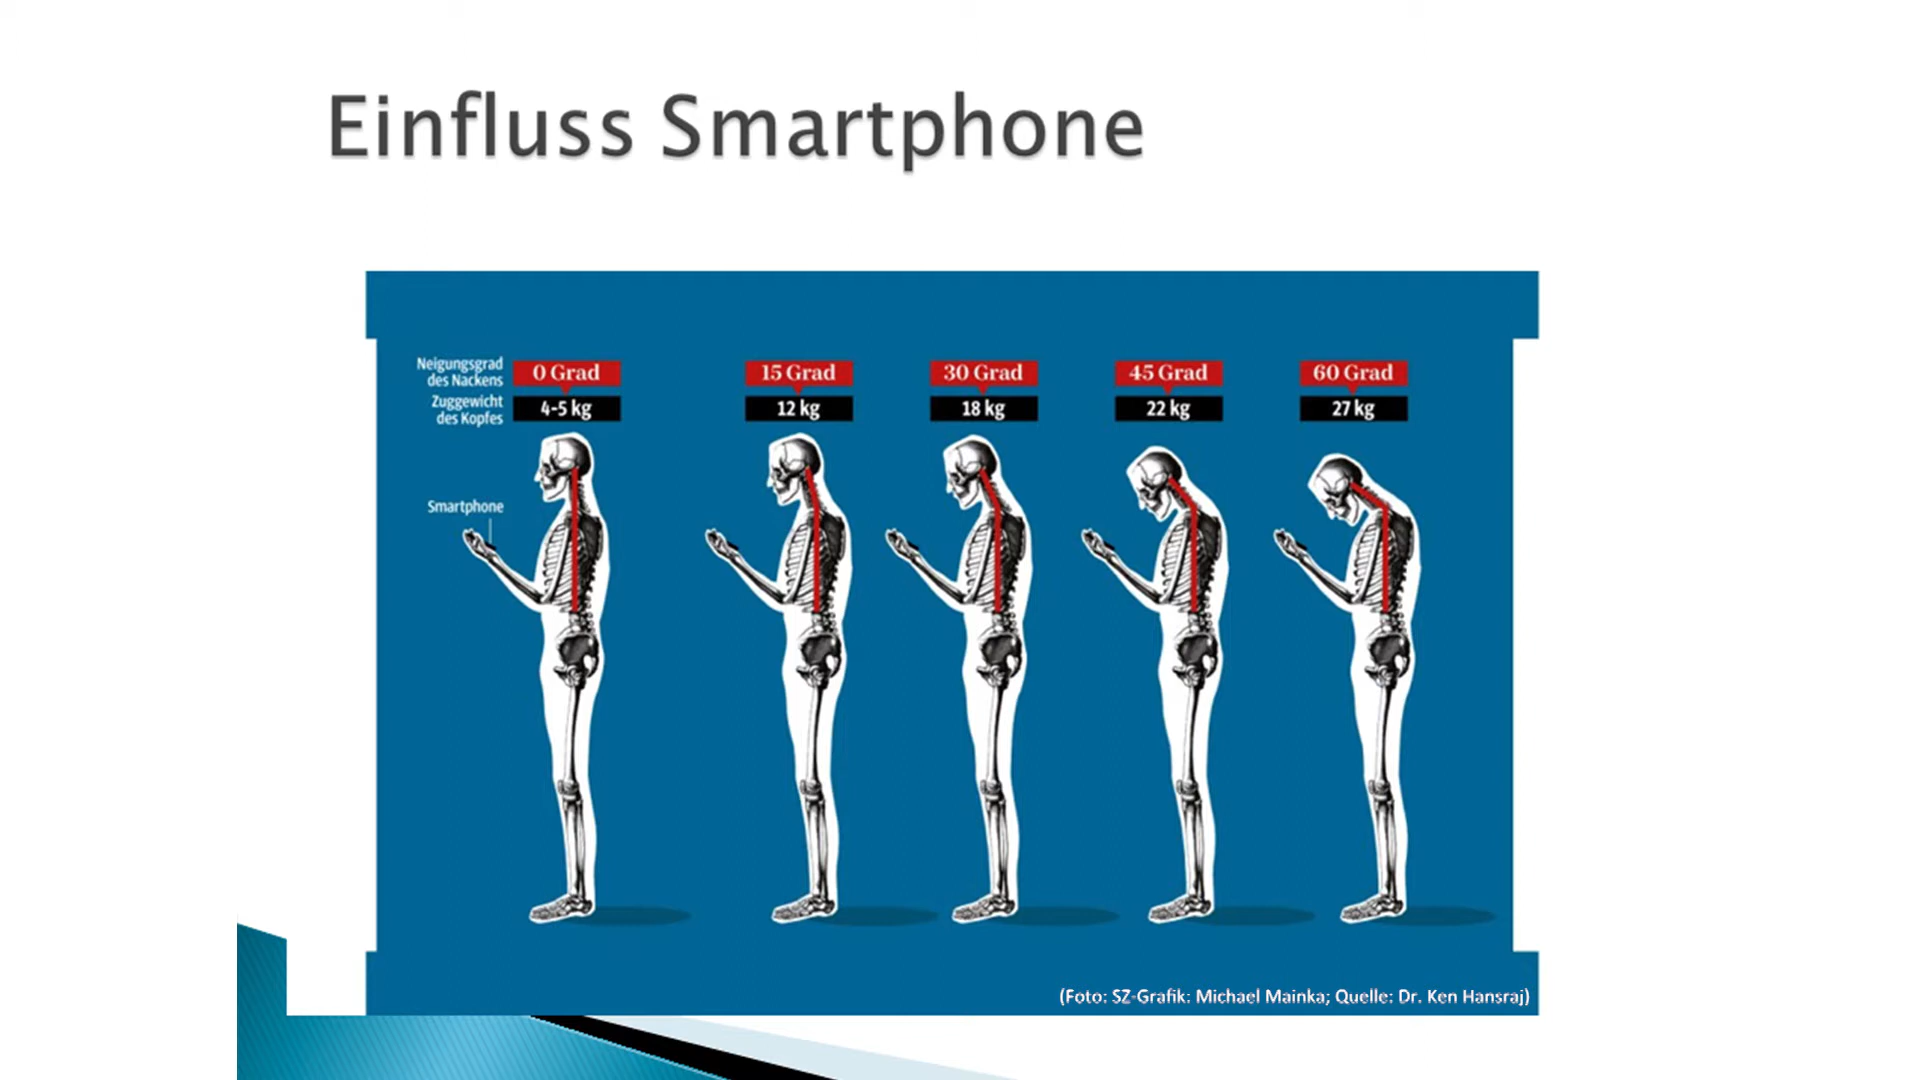 Einfluss Smartphone
Neigungsgrad
des Nackens
0 Grad
15 Grad
30 Grad
45 Grad
60 Grad
Zuggewicht
des Kopfes
4-5 kg
12 kg
18 kg
22 kg
27 kg
Smartphone
(Foto: SZ-Grafik: Michael Mainka; Quelle: Dr. Ken Hansraj)